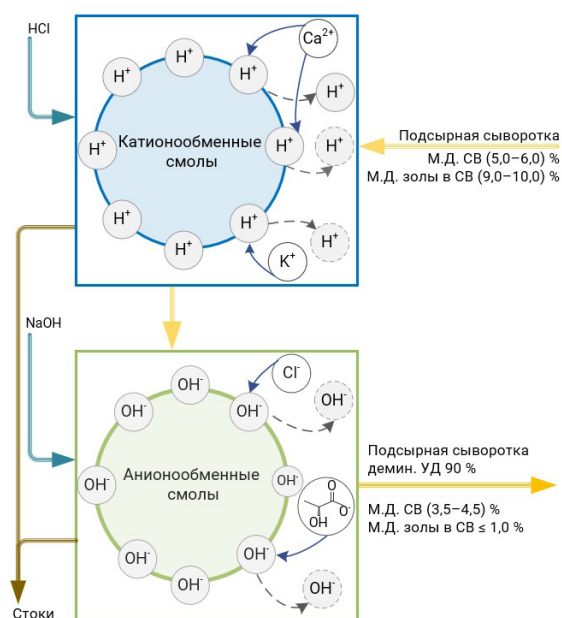 HCl
Ca²⁺
H⁺
H⁺
H⁺
H⁺
H⁺
H⁺
H⁺
H⁺
H⁺
H⁺
H⁺
Катионообменные
смолы
K⁺
Подсырная сыворотка
М.Д. СВ (5,0–6,0) %
М.Д. золы в СВ (9,0–10,0) %
NaOH
Cl⁻
OH⁻
OH⁻
OH⁻
OH⁻
OH⁻
OH⁻
OH⁻
OH⁻
OH⁻
OH⁻
Анионообменные
смолы
O
O⁻
OH
Подсырная сыворотка
демин. УД 90 %
М.Д. СВ (3,5–4,5) %
М.Д. золы в СВ ≤ 1,0 %
Стоки